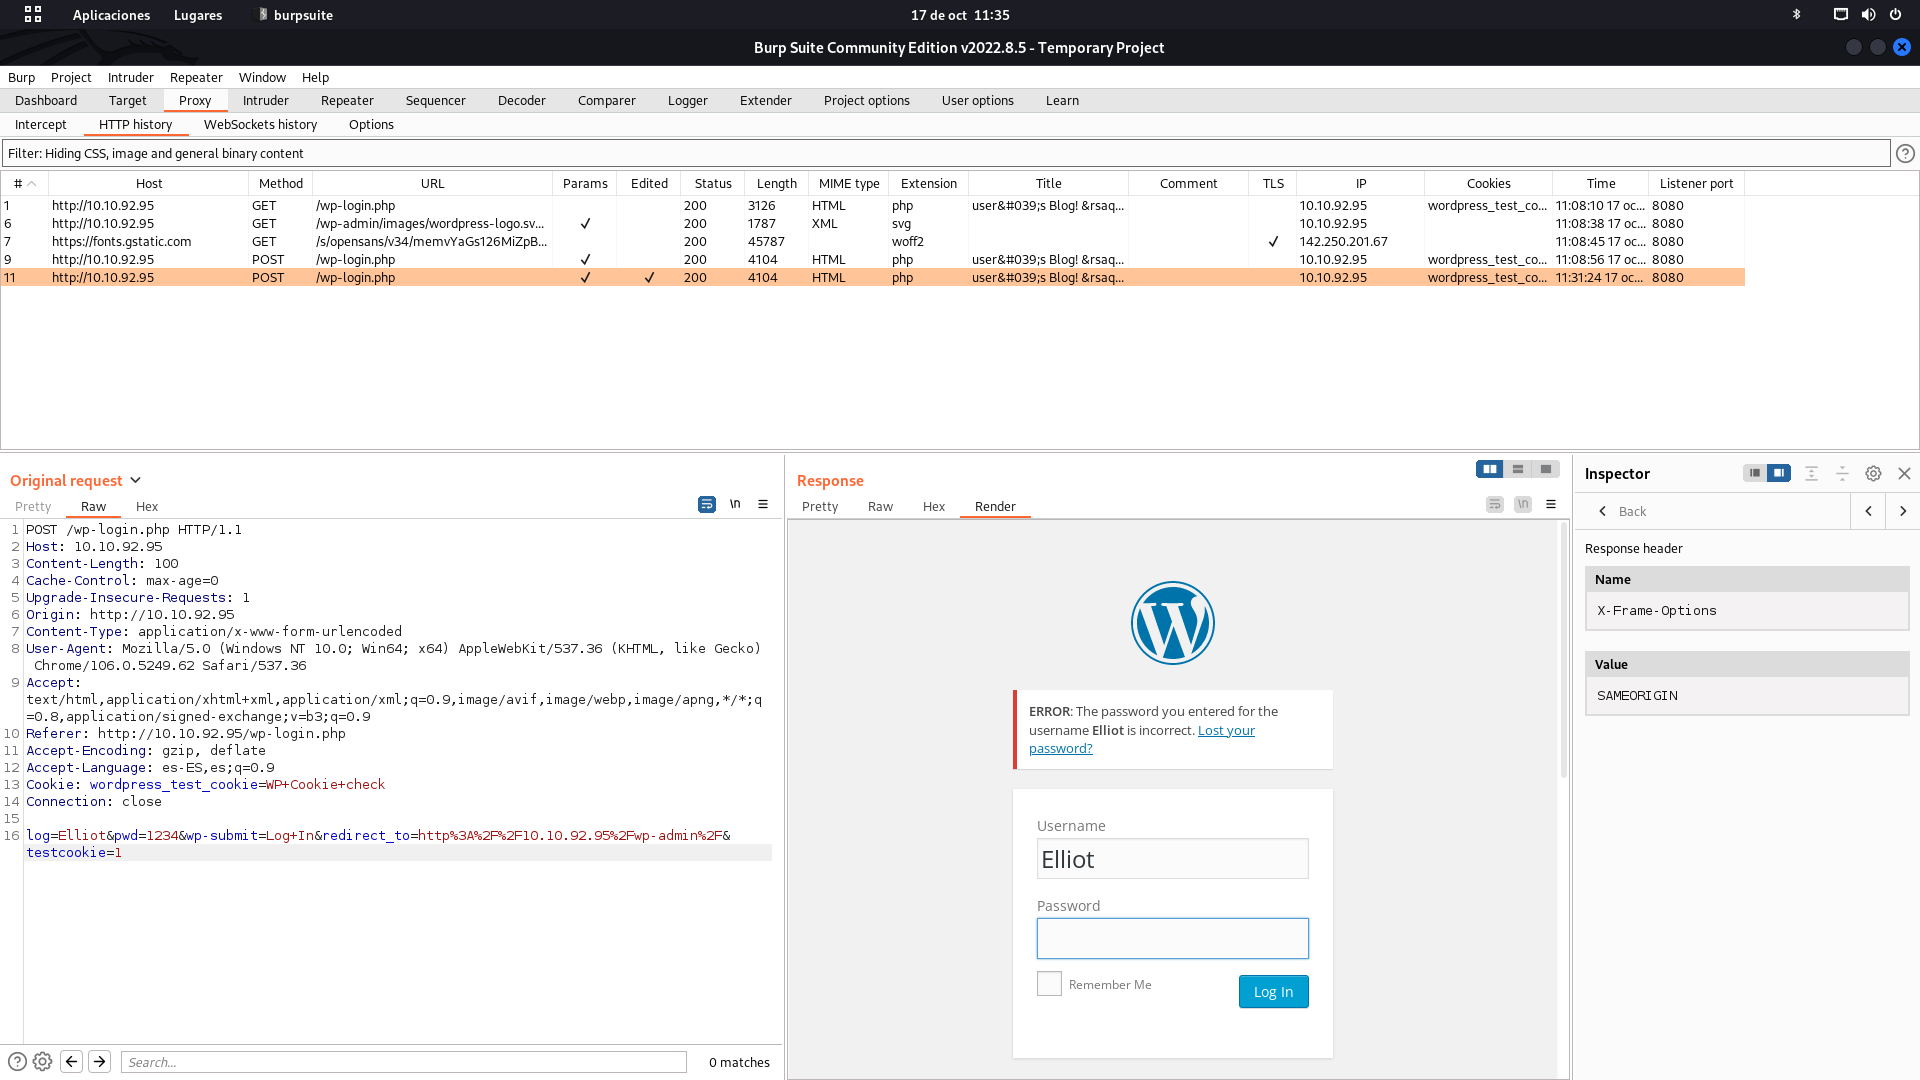 Aplicaciones Lugares burpsuite 17 de oct 11:35
Burp Suite Community Edition v2022.8.5 - Temporary Project
Burp Project Intruder Repeater Window Help
Dashboard Target Proxy Intruder Repeater Sequencer Decoder Comparer Logger Extender Project options User options Learn
Intercept HTTP history WebSockets history Options
Filter: Hiding CSS, image and general binary content
# Host Method URL Params Edited Status Length MIME type Extension Title Comment TLS IP Cookies Time Listener port
1 http://10.10.92.95 GET /wp-login.php 200 3126 HTML php user&#039;s Blog! &rsaq... 10.10.92.95 wordpress_test_co... 11:08:10 17 oc... 8080
6 http://10.10.92.95 GET /wp-admin/images/wordpress-logo.sv... ✓ 200 1787 XML svg 10.10.92.95 11:08:38 17 oc... 8080
7 https://fonts.gstatic.com GET /s/opensans/v34/memvYaGs126MiZpB... 200 45787 woff2 ✓ 142.250.201.67 11:08:45 17 oc... 8080
9 http://10.10.92.95 POST /wp-login.php ✓ 200 4104 HTML php user&#039;s Blog! &rsaq... 10.10.92.95 wordpress_test_co... 11:08:56 17 oc... 8080
11 http://10.10.92.95 POST /wp-login.php ✓ ✓ 200 4104 HTML php user&#039;s Blog! &rsaq... 10.10.92.95 wordpress_test_co... 11:31:24 17 oc... 8080
Original request
Pretty Raw Hex \n
1 POST /wp-login.php HTTP/1.1
2 Host: 10.10.92.95
3 Content-Length: 100
4 Cache-Control: max-age=0
5 Upgrade-Insecure-Requests: 1
6 Origin: http://10.10.92.95
7 Content-Type: application/x-www-form-urlencoded
8 User-Agent: Mozilla/5.0 (Windows NT 10.0; Win64; x64) AppleWebKit/537.36 (KHTML, like Gecko)
Chrome/106.0.5249.62 Safari/537.36
9 Accept:
text/html,application/xhtml+xml,application/xml;q=0.9,image/avif,image/webp,image/apng,*/*;q
=0.8,application/signed-exchange;v=b3;q=0.9
10 Referer: http://10.10.92.95/wp-login.php
11 Accept-Encoding: gzip, deflate
12 Accept-Language: es-ES,es;q=0.9
13 Cookie: wordpress_test_cookie=WP+Cookie+check
14 Connection: close
15
16 log=Elliot&pwd=1234&wp-submit=Log+In&redirect_to=http%3A%2F%2F10.10.92.95%2Fwp-admin%2F&
testcookie=1
Search... 0 matches
Response
Pretty Raw Hex Render \n
W
ERROR: The password you entered for the
username Elliot is incorrect. Lost your
password?
Username
Elliot
Password
Remember Me Log In
Inspector
Back
Response header
Name
X-Frame-Options
Value
SAMEORIGIN